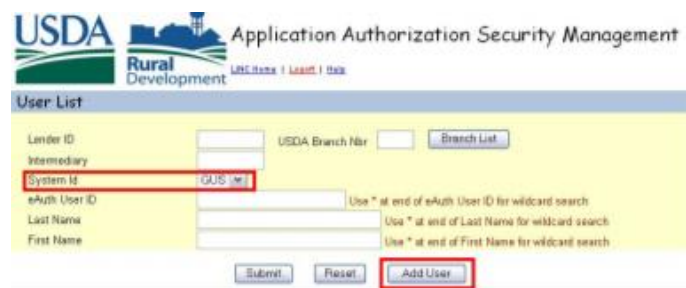 USDA
Rural
Development
Application Authorization Security Management
LINC Home | Logoff | Help
User List
Lender ID USDA Branch Nbr Branch List
Intermediary
System Id GUS
eAuth User ID Use * at end of eAuth User ID for wildcard search
Last Name Use * at end of Last Name for wildcard search
First Name Use * at end of First Name for wildcard search
Submit Reset Add User